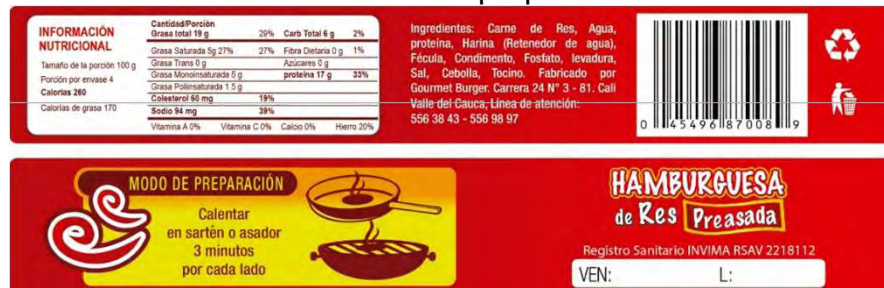 INFORMACIÓN
NUTRICIONAL
Tamaño de la porción 100 g
Porción por envase 4
Calorías 260
Calorías de grasa 170
Cantidad/Porción
Grasa total 19 g 29% Carb Total 6 g 2%
Grasa Saturada 5g 27% 27% Fibra Dietaria 0 g 1%
Grasa Trans 0 g Azúcares 0 g
Grasa Monoinsaturada 5 g proteína 17 g 33%
Grasa Poliinsaturada 1.5 g
Colesterol 60 mg 19%
Sodio 94 mg 39%
Vitamina A 0% Vitamina C 0% Calcio 0% Hierro 20%
Ingredientes: Carne de Res, Agua,
proteína, Harina (Retenedor de agua),
Fécula, Condimento, Fosfato, levadura,
Sal, Cebolla, Tocino. Fabricado por
Gourmet Burger. Carrera 24 N° 3 - 81. Cali
Valle del Cauca, Línea de atención:
556 38 43 - 556 98 97
0 45496 87008 9
MODO DE PREPARACIÓN
Calentar
en sartén o asador
3 minutos
por cada lado
HAMBURGUESA
de Res Preasada
Registro Sanitario INVIMA RSAV 2218112
VEN: L: